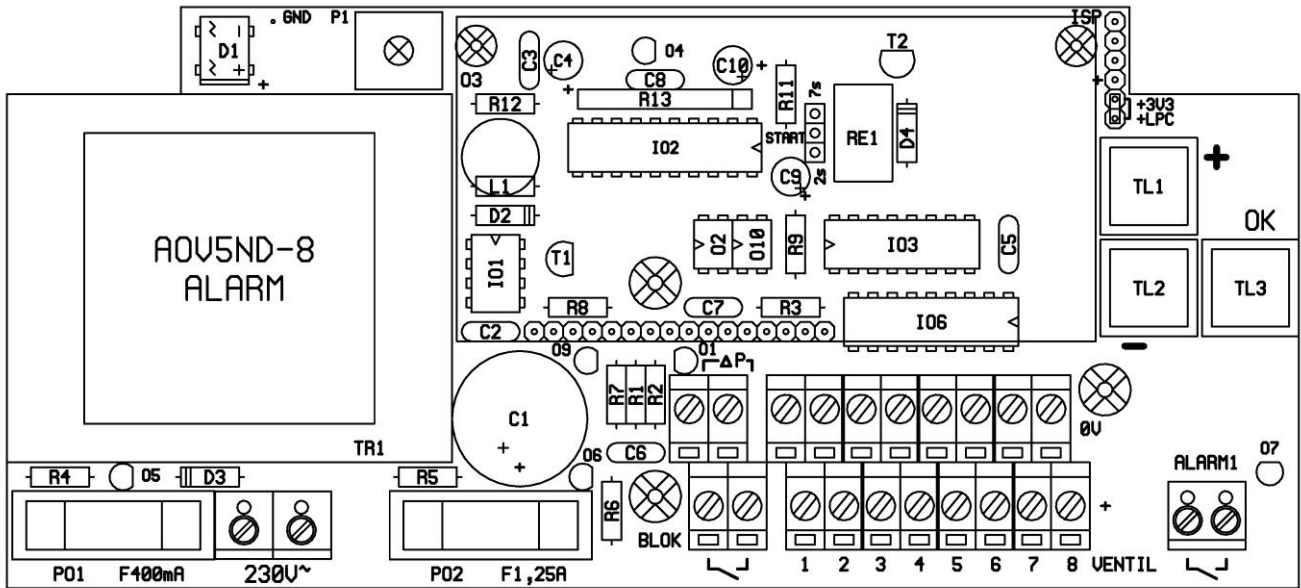 . GND P1 ISP
D1
+
O3
C3
C4
+
O4
C8
C10
+
R11
7s
T2
+
R12
+
R13
+3V3
+LPC
IO2
START
RE1
D4
L1
C9
+
2s
TL1
+
D2
AOV5ND-8
ALARM
IO1
T1
O2
O10
R9
IO3
C5
OK
TL2
TL3
R8
C7
R3
IO6
C2
-
O9
O1
ΔP
R7
R1
R2
C1
+
+
0V
TR1
C6
R4
O5
D3
R5
O6
R6
ALARM1
O7
+
BLOK
PO1 F400mA 230V~ PO2 F1,25A
1 2 3 4 5 6 7 8 VENTIL